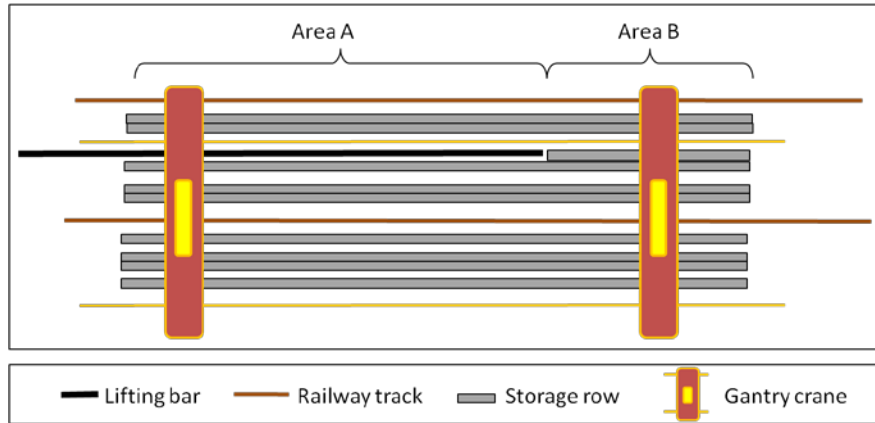 Area A
Area B
Lifting bar
Railway track
Storage row
Gantry crane